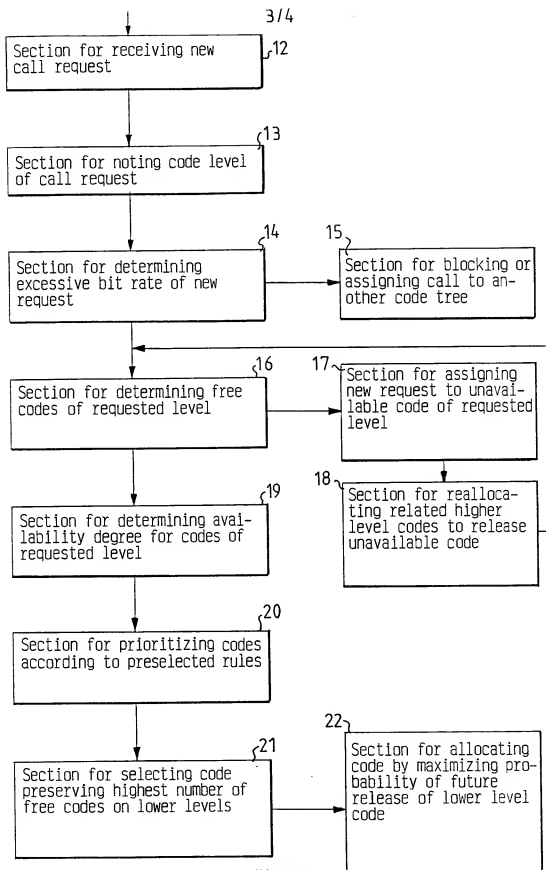 3/4
Section for receiving new
call request
12
13
Section for noting code level
of call request
14
Section for determining
excessive bit rate of new
request
15
Section for blocking or
assigning call to an-
other code tree
16
Section for determining free
codes of requested level
17
Section for assigning
new request to unavai-
lable code of requested
level
18
Section for realloca-
ting related higher
level codes to release
unavailable code
19
Section for determining avai-
lability degree for codes of
requested level
20
Section for prioritizing codes
according to preselected rules
21
Section for selecting code
preserving highest number of
free codes on lower levels
22
Section for allocating
code by maximizing pro-
bability of future
release of lower level
code